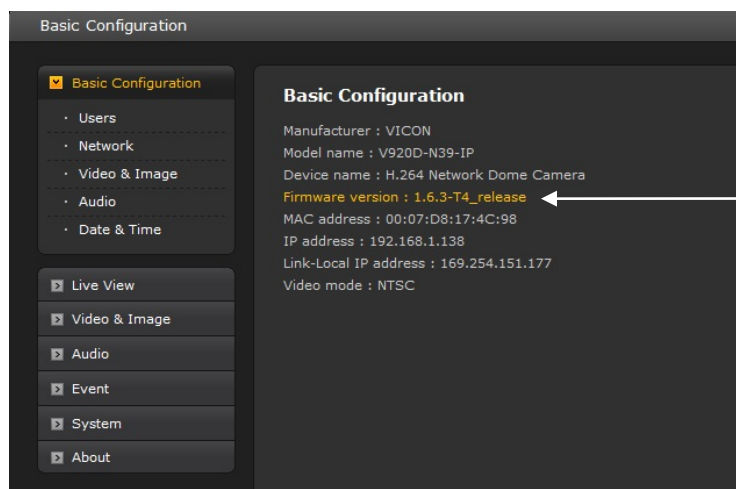 Basic Configuration
Basic Configuration
· Users
· Network
· Video & Image
· Audio
· Date & Time
Live View
Video & Image
Audio
Event
System
About
Basic Configuration
Manufacturer : VICON
Model name : V920D-N39-IP
Device name : H.264 Network Dome Camera
Firmware version : 1.6.3-T4_release
MAC address : 00:07:D8:17:4C:98
IP address : 192.168.1.138
Link-Local IP address : 169.254.151.177
Video mode : NTSC